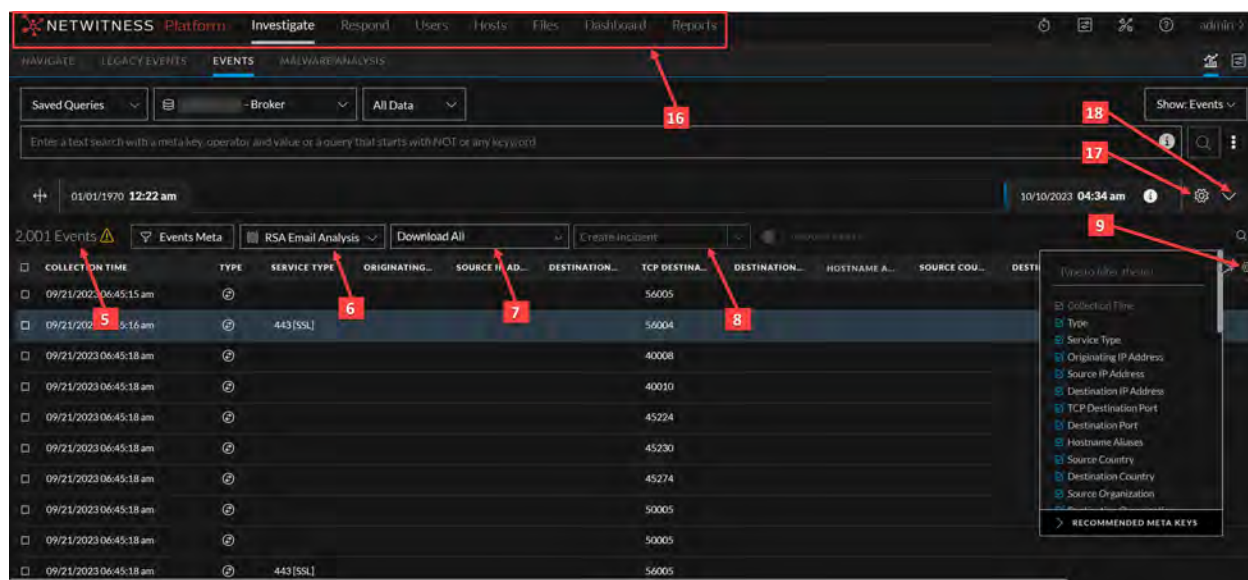 NETWITNESS Platform Investigate Respond Users Hosts Files Dashboard Reports admin
NAVIGATE LEGACY EVENTS EVENTS MALWARE ANALYSIS
Saved Queries - Broker All Data Show: Events
16
18
Enter a text search with a meta key, operator and value or a query that starts with NOT or any keyword
17
01/01/1970 12:22 am 10/10/2023 04:34 am
9
2,001 Events Events Meta RSA Email Analysis Download All Create Incident
COLLECTION TIME TYPE SERVICE TYPE ORIGINATING... SOURCE IP AD... DESTINATION... TCP DESTINA... DESTINATION... HOSTNAME A... SOURCE COU... DESTI
Type to filter the list
09/21/2023 06:45:15 am 56005
5 6 7 8
09/21/202 5:16 am 443 [SSL] 56004
09/21/2023 06:45:18 am 40008
09/21/2023 06:45:18 am 40010
09/21/2023 06:45:18 am 45224
09/21/2023 06:45:18 am 45230
09/21/2023 06:45:18 am 45274
09/21/2023 06:45:18 am 50005
09/21/2023 06:45:18 am 50005
09/21/2023 06:45:18 am 443 [SSL] 56005
Collection Time
Type
Service Type
Originating IP Address
Source IP Address
Destination IP Address
TCP Destination Port
Destination Port
Hostname Aliases
Source Country
Destination Country
Source Organization
RECOMMENDED META KEYS